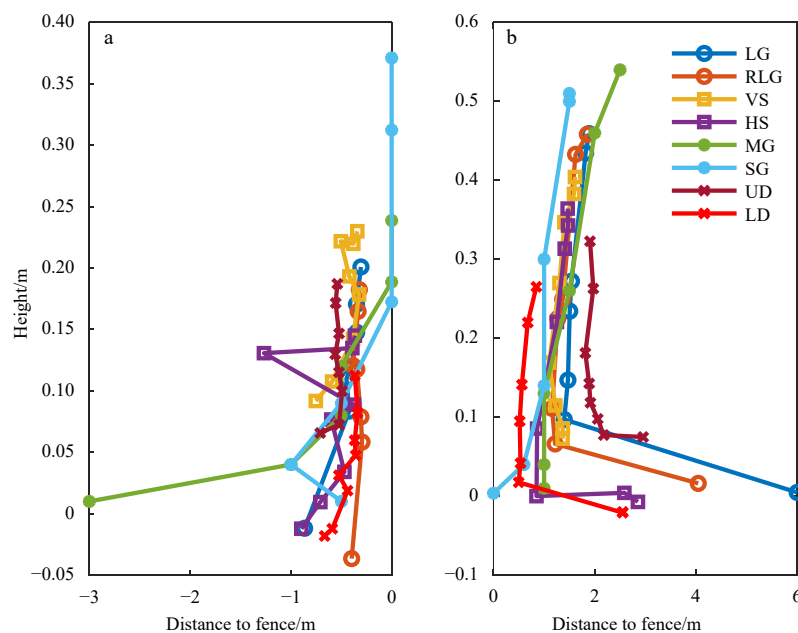 a
0.40
0.35
0.30
0.25
0.20
0.15
0.10
0.05
0
−0.05
Height/m
−3
−1
0
Distance to fence/m
b
0.6
0.5
0.4
0.3
0.2
0.1
0
−0.1
0
2
4
6
Distance to fence/m
LG
RLG
VS
HS
MG
SG
UD
LD